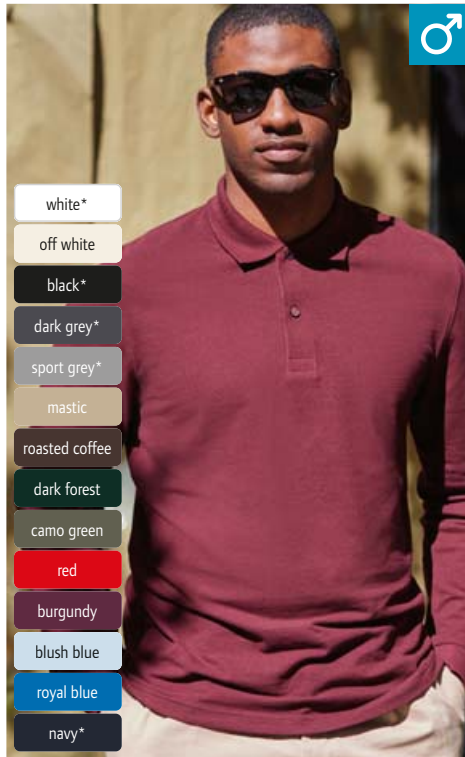 white*
off white
black*
dark grey*
sport grey*
mastic
roasted coffee
dark forest
camo green
red
burgundy
blush blue
royal blue
navy*